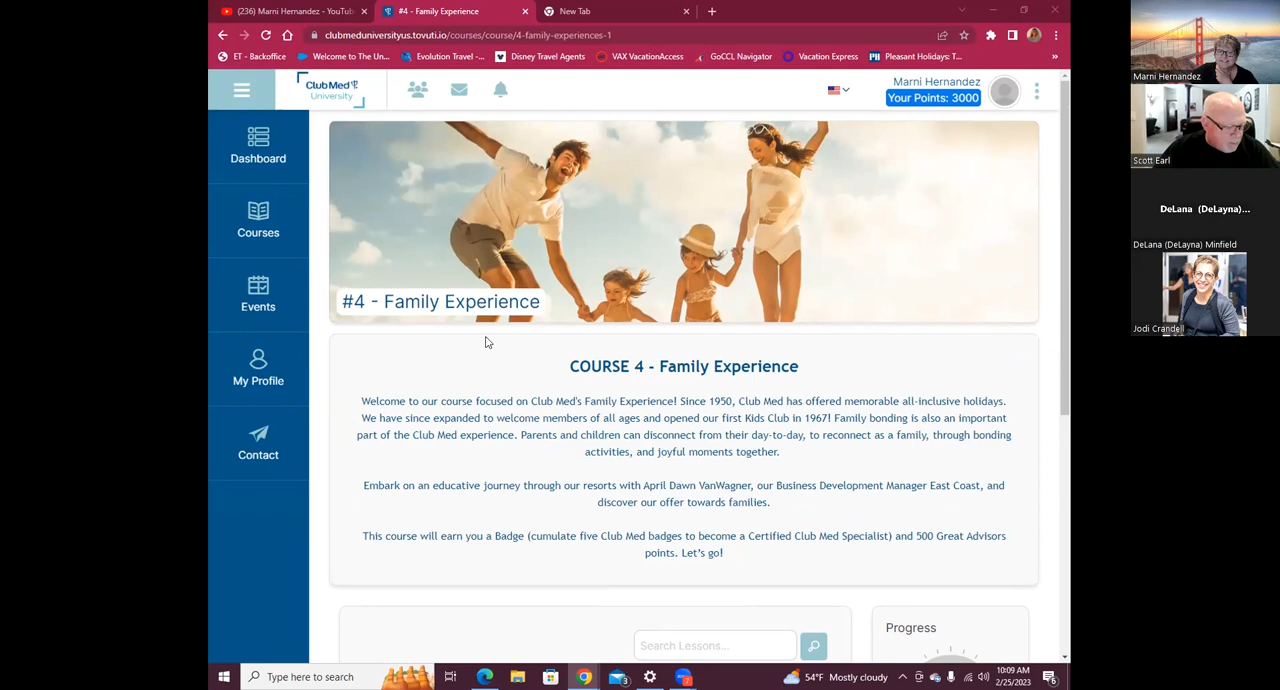 (236) Marni Hernandez - YouTub
#4 - Family Experience
New Tab
clubmeduniversityus.tovuti.io/courses/course/4-family-experiences-1
ET - Backoffice
Welcome to The Un...
Evolution Travel -...
Disney Travel Agents
VAX VacationAccess
GoCCL Navigator
Vacation Express
Pleasant Holidays: T...
Club Med
University
Marni Hernandez
Your Points: 3000
Dashboard
Courses
Events
My Profile
Contact
#4 - Family Experience
COURSE 4 - Family Experience
Welcome to our course focused on Club Med's Family Experience! Since 1950, Club Med has offered memorable all-inclusive holidays.
We have since expanded to welcome members of all ages and opened our first Kids Club in 1967! Family bonding is also an important
part of the Club Med experience. Parents and children can disconnect from their day-to-day, to reconnect as a family, through bonding
activities, and joyful moments together.
Embark on an educative journey through our resorts with April Dawn VanWagner, our Business Development Manager East Coast, and
discover our offer towards families.
This course will earn you a Badge (cumulate five Club Med badges to become a Certified Club Med Specialist) and 500 Great Advisors
points. Let's go!
Search Lessons...
Progress
Type here to search
54°F Mostly cloudy
10:09 AM
2/25/2023
Marni Hernandez
Scott Earl
DeLana (DeLayna)...
DeLana (DeLayna) Minfield
Jodi Crandell